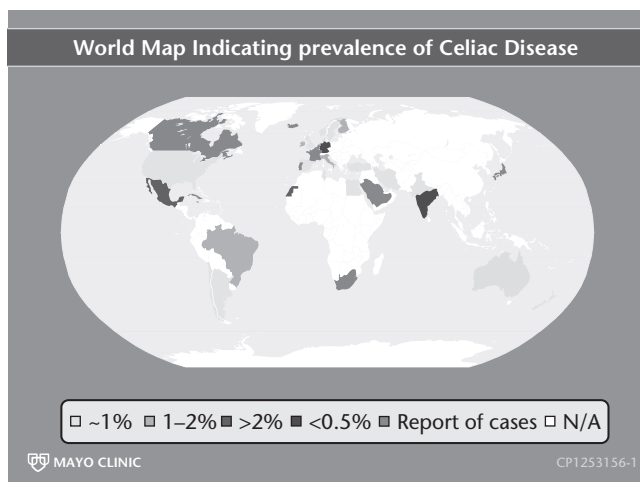 World Map Indicating prevalence of Celiac Disease
~1% 1–2% >2% <0.5% Report of cases N/A
MAYO CLINIC
CP1253156-1